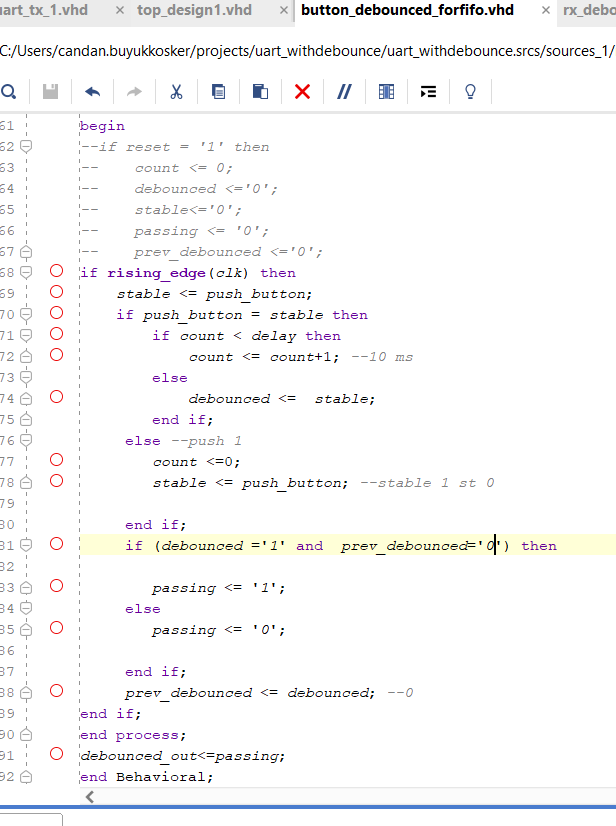 uart_tx_1.vhd × top_design1.vhd × button_debounced_forfifo.vhd × rx_debo
C:/Users/candan.buyukkosker/projects/uart_withdebounce/uart_withdebounce.srcs/sources_1/
61 begin
62 --if reset = '1' then
63 -- count <= 0;
64 -- debounced <='0';
65 -- stable<='0';
66 -- passing <= '0';
67 -- prev_debounced <='0';
68 if rising_edge(clk) then
69 stable <= push_button;
70 if push_button = stable then
71 if count < delay then
72 count <= count+1; --10 ms
73 else
74 debounced <= stable;
75 end if;
76 else --push 1
77 count <=0;
78 stable <= push_button; --stable 1 st 0
79
80 end if;
81 if (debounced ='1' and prev_debounced='0') then
82
83 passing <= '1';
84 else
85 passing <= '0';
86
87 end if;
88 prev_debounced <= debounced; --0
89 end if;
90 end process;
91 debounced_out<=passing;
92 end Behavioral;